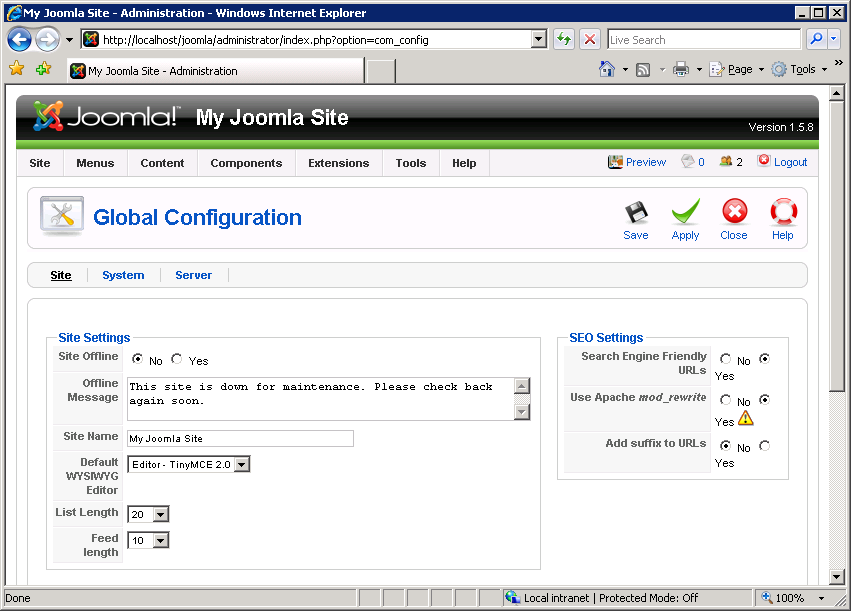 My Joomla Site - Administration - Windows Internet Explorer
http://localhost/joomla/administrator/index.php?option=com_config
Live Search
My Joomla Site - Administration
Page
Tools
Joomla!™ My Joomla Site
Version 1.5.8
Site Menus Content Components Extensions Tools Help Preview 0 2 Logout
Global Configuration
Save Apply Close Help
Site System Server
Site Settings
Site Offline No Yes
Offline Message
This site is down for maintenance. Please check back
again soon.
Site Name My Joomla Site
Default
WYSIWYG
Editor
Editor - TinyMCE 2.0
List Length 20
Feed
length
10
SEO Settings
Search Engine Friendly
URLs
No
Yes
Use Apache mod_rewrite No
Yes
Add suffix to URLs No
Yes
Done Local intranet | Protected Mode: Off 100%